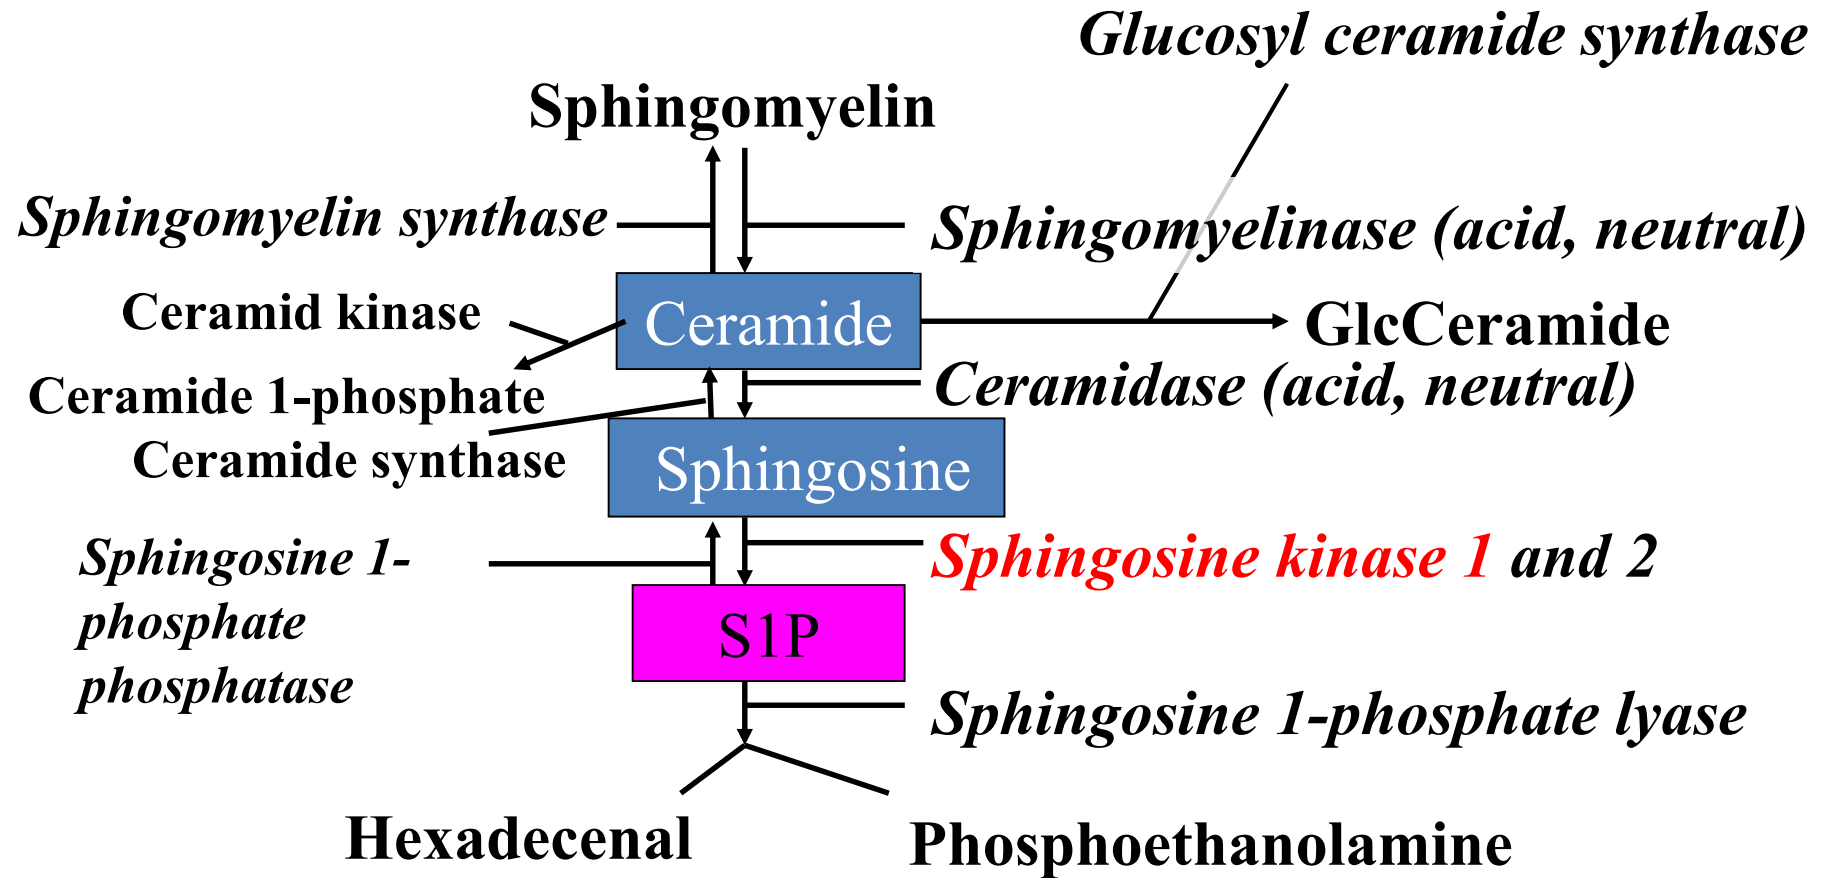 Glucosyl ceramide synthase
Sphingomyelin
Sphingomyelin synthase
Sphingomyelinase (acid, neutral)
Ceramid kinase
Ceramide
GlcCeramide
Ceramide 1-phosphate
Ceramidase (acid, neutral)
Ceramide synthase
Sphingosine
Sphingosine 1-
phosphate
phosphatase
Sphingosine kinase 1 and 2
S1P
Sphingosine 1-phosphate lyase
Hexadecenal
Phosphoethanolamine